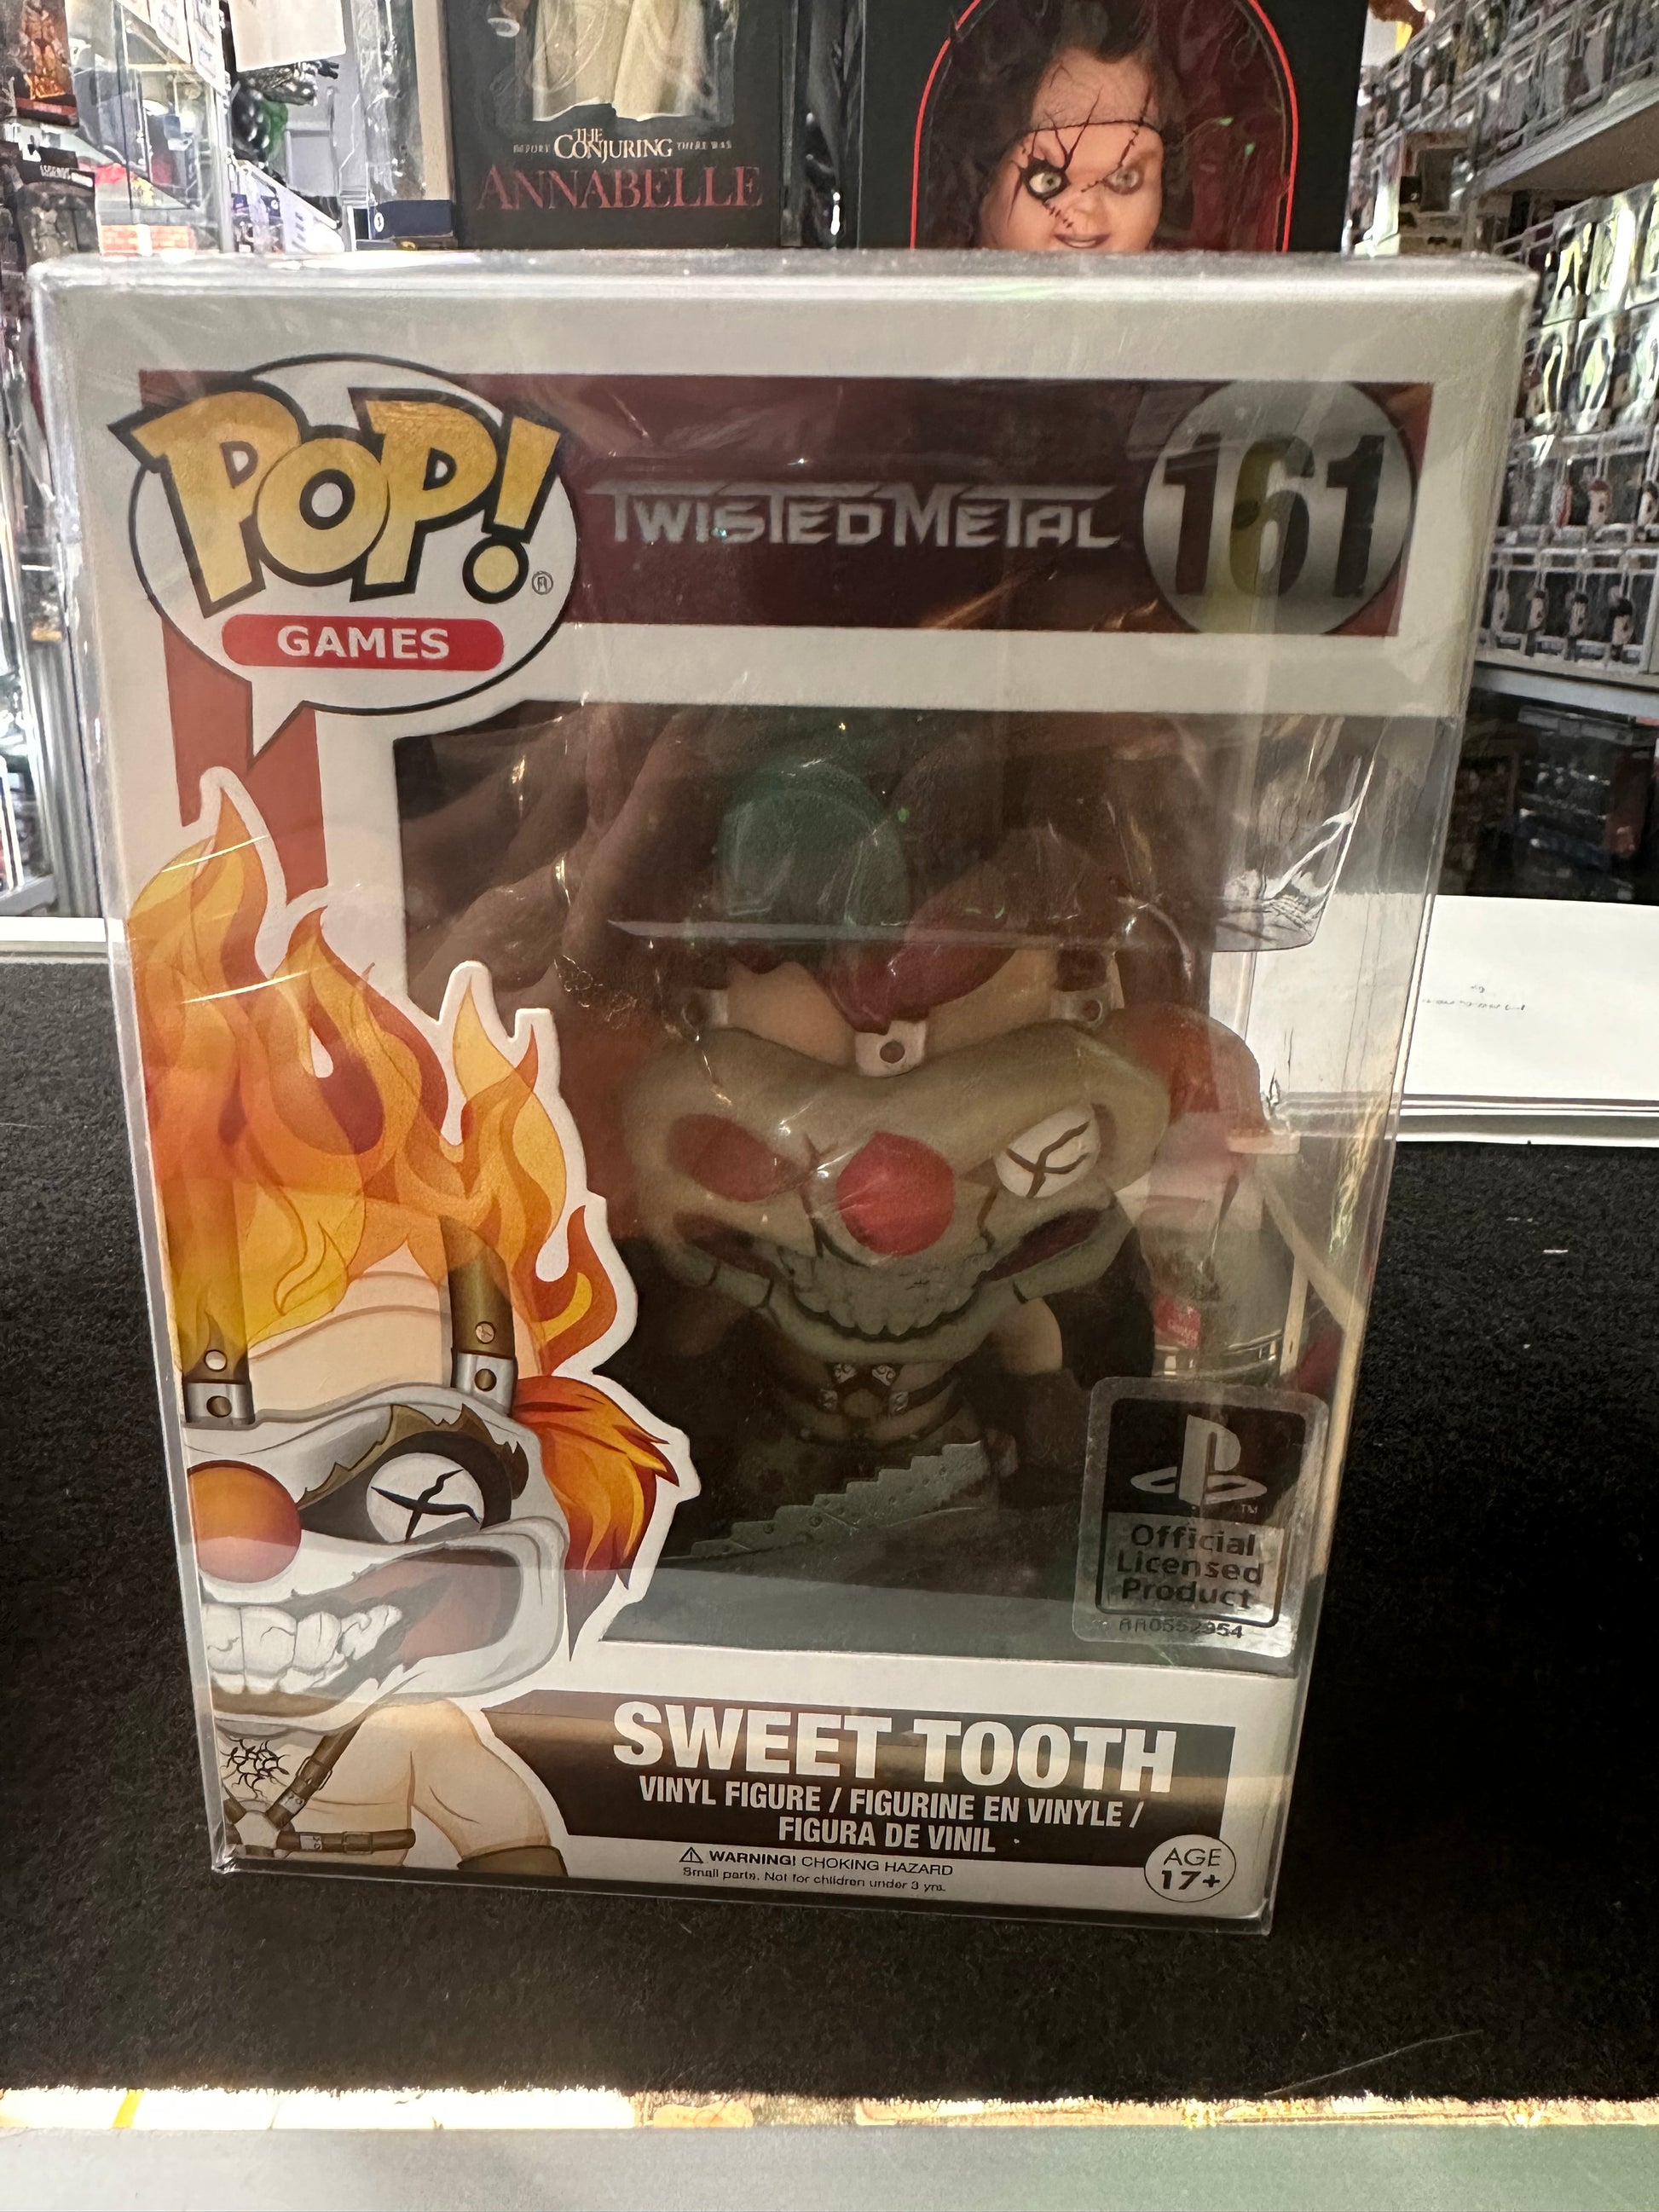 BEFORE THE CONJURING THERE WAS
ANNABELLE
POP! ®
GAMES
TWISTED METAL
161
Official
Licensed
Product
AA0552954
SWEET TOOTH
VINYL FIGURE / FIGURINE EN VINYLE /
FIGURA DE VINIL
WARNING! CHOKING HAZARD
Small parts. Not for children under 3 yrs.
AGE
17+